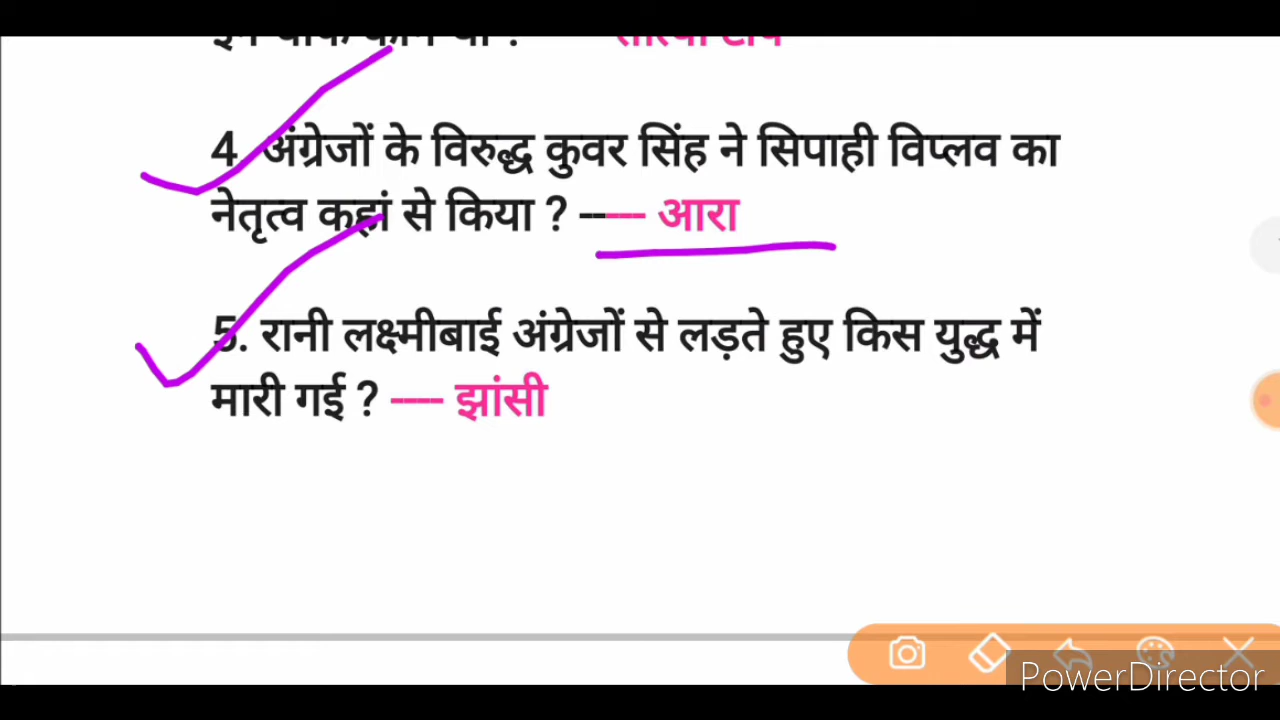 4. अंग्रेजों के विरुद्ध कुवर सिंह ने सिपाही विप्लव का
नेतृत्व कहां से किया ? ----- आरा
5. रानी लक्ष्मीबाई अंग्रेजों से लड़ते हुए किस युद्ध में
मारी गई ? ---- झांसी
PowerDirector